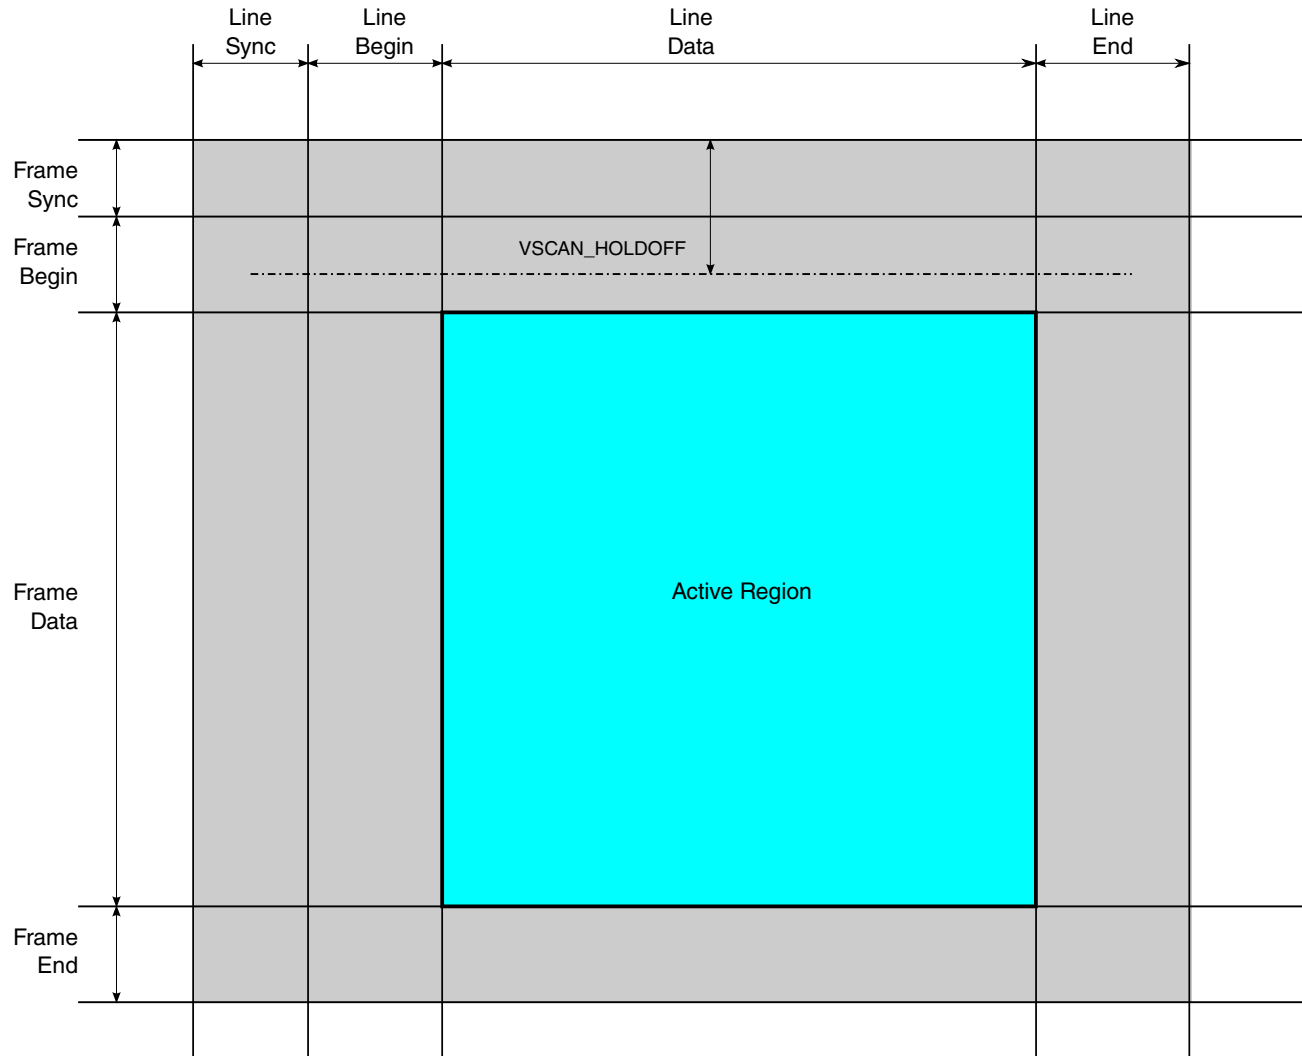 Line
Sync
Line
Begin
Line
Data
Line
End
Frame
Sync
Frame
Begin
VSCAN_HOLDOFF
Frame
Data
Active Region
Frame
End